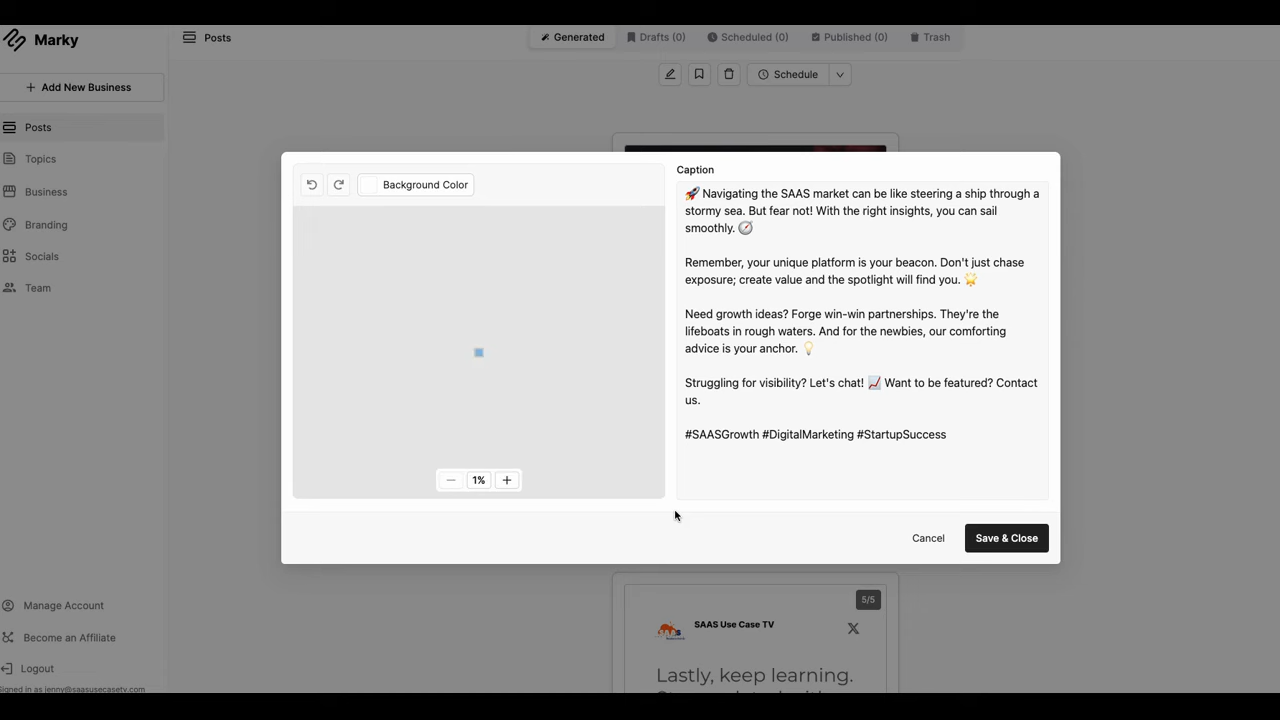 Marky
Posts
Generated
Drafts (0)
Scheduled (0)
Published (0)
Trash
Add New Business
Schedule
Posts
Topics
Business
Branding
Socials
Team
Background Color
Caption
🚀 Navigating the SAAS market can be like steering a ship through a
stormy sea. But fear not! With the right insights, you can sail
smoothly. 🧭
Remember, your unique platform is your beacon. Don't just chase
exposure; create value and the spotlight will find you. 🌟
Need growth ideas? Forge win-win partnerships. They're the
lifeboats in rough waters. And for the newbies, our comforting
advice is your anchor. 💡
Struggling for visibility? Let's chat! 📈 Want to be featured? Contact
us.
#SAASGrowth #DigitalMarketing #StartupSuccess
1%
Cancel
Save & Close
5/5
SAAS Use Case TV
Lastly, keep learning.
Manage Account
Become an Affiliate
Logout
Signed in as jenny@saasusecasetv.com